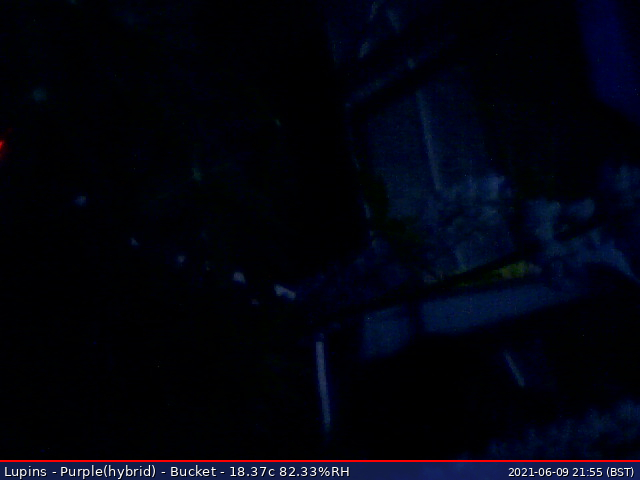 Lupins - Purple(hybrid) - Bucket - 18.37c 82.33%RH
2021-06-09 21:55 (BST)